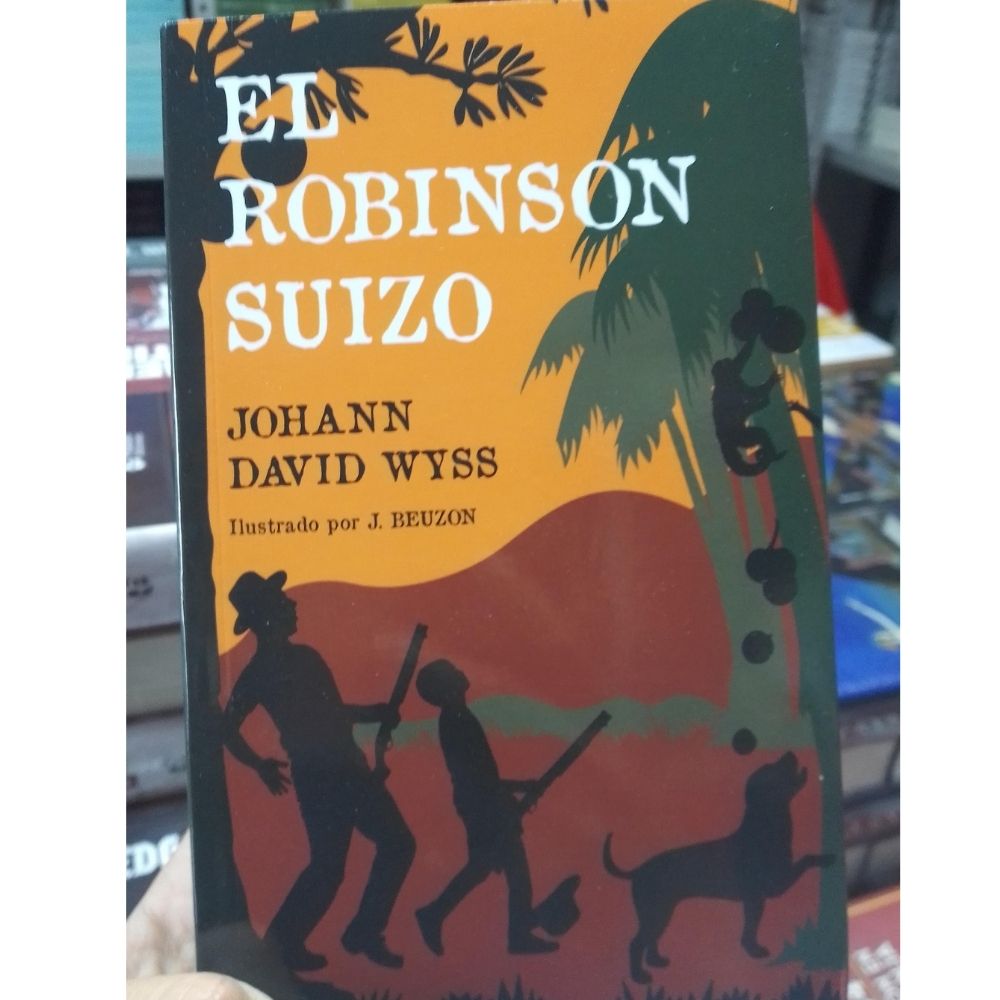 EL
ROBINSON
SUIZO
JOHANN
DAVID WYSS
Ilustrado por J. BEUZON